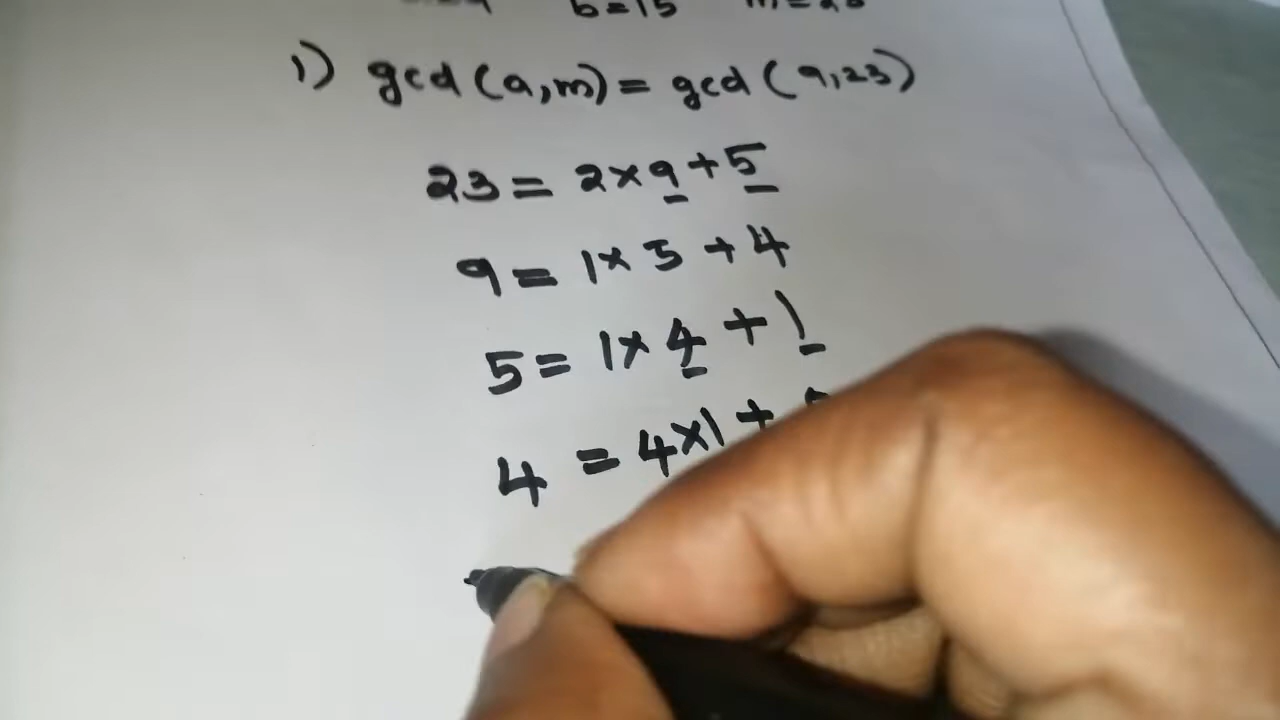 b=15
1) gcd(a,m)= gcd(9,23)
23 = 2×9+5
9 = 1×5+4
5 = 1×4+1
4 = 4×1+